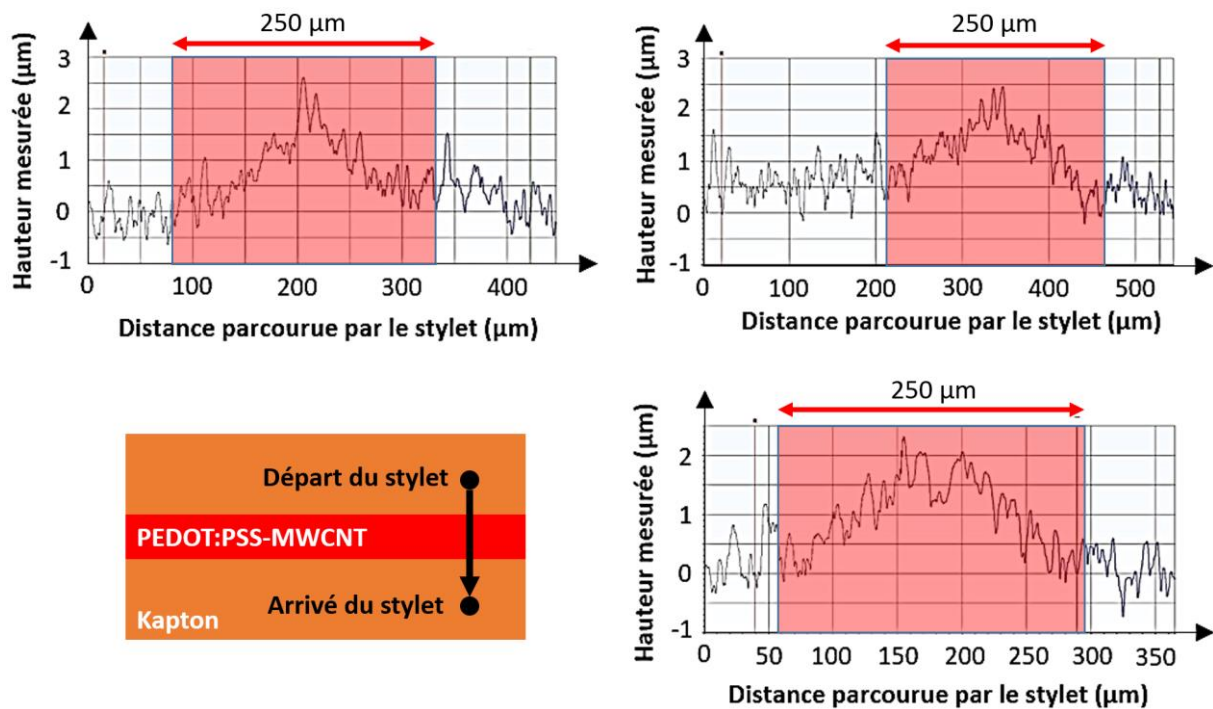 250 µm
Hauteur mesurée (µm)
3
2
1
0
-1
0 100 200 300 400
Distance parcourue par le stylet (µm)
250 µm
Hauteur mesurée (µm)
3
2
1
0
-1
0 100 200 300 400 500
Distance parcourue par le stylet (µm)
Départ du stylet
PEDOT:PSS-MWCNT
Arrivé du stylet
Kapton
250 µm
Hauteur mesurée (µm)
2
1
0
-1
0 50 100 150 200 250 300 350
Distance parcourue par le stylet (µm)